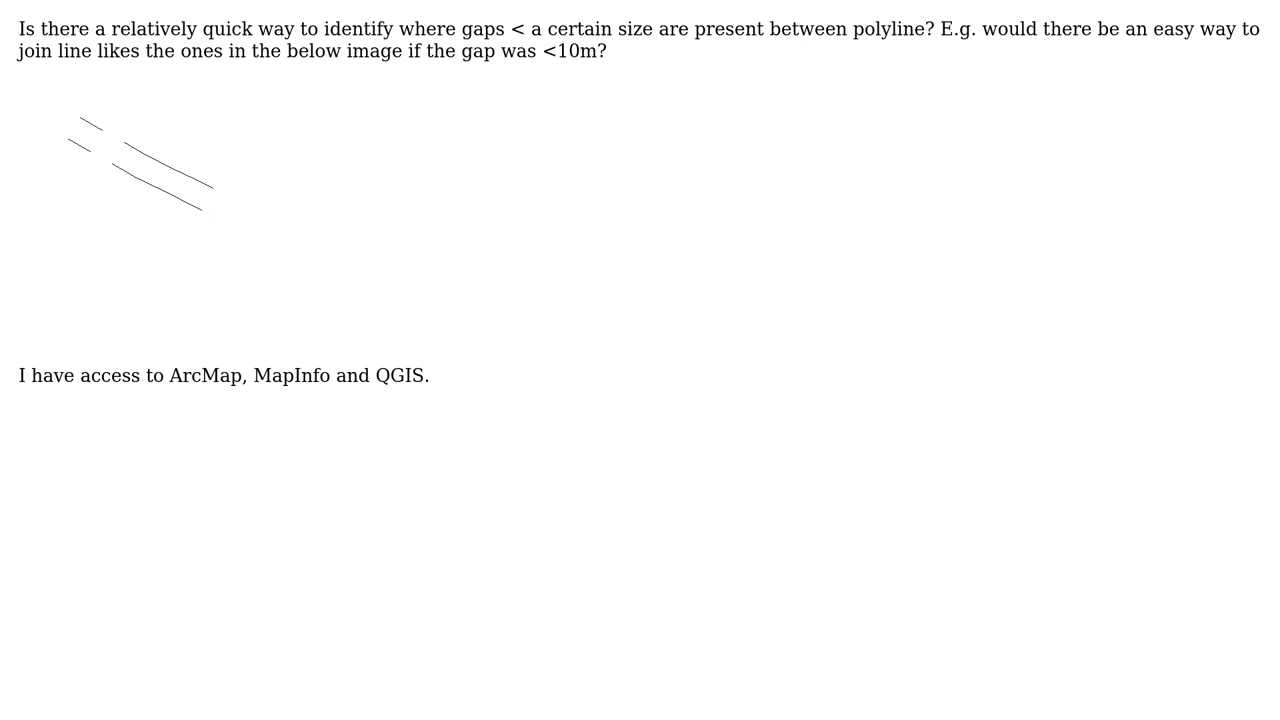 Is there a relatively quick way to identify where gaps < a certain size are present between polyline? E.g. would there be an easy way to
join line likes the ones in the below image if the gap was <10m?
I have access to ArcMap, MapInfo and QGIS.